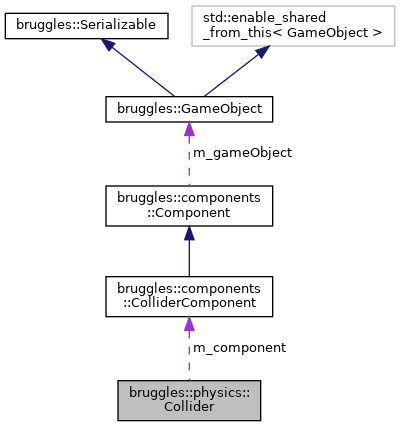 bruggles::Serializable
std::enable_shared
_from_this< GameObject >
bruggles::GameObject
m_gameObject
bruggles::components
::Component
bruggles::components
::ColliderComponent
m_component
bruggles::physics::
Collider